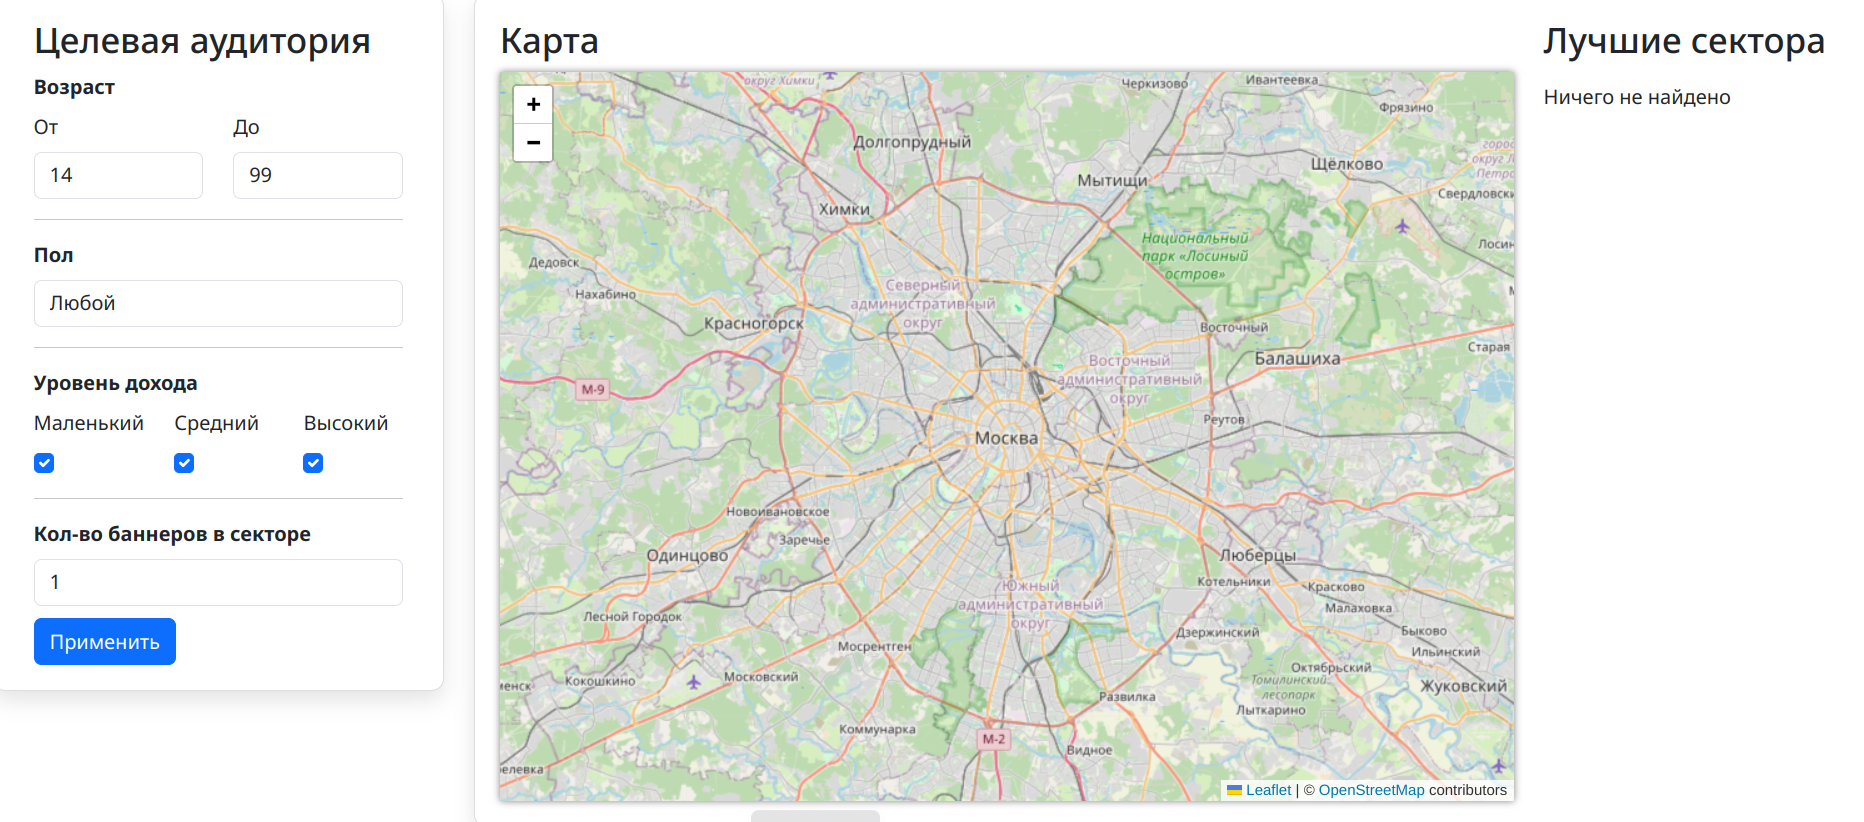 Целевая аудитория
Возраст
От
До
14
99
Пол
Любой
Уровень дохода
Маленький
Средний
Высокий
Кол-во баннеров в секторе
1
Применить
Карта
+
−
округ Химки
Черкизово
Ивантеевка
Фрязино
Долгопрудный
Щёлково
Мытищи
Химки
Национальный
парк «Лосиный
остров»
Дедовск
Нахабино
Северный
административный
округ
Красногорск
Восточный
Балашиха
Старая
Восточный
административный
округ
М-9
Реутов
Москва
Новоивановское
Заречье
Одинцово
Люберцы
Котельники
Красково
Малаховка
Южный
административный
округ
Лесной Городок
Дзержинский
Быково
Мосрентген
Ильинский
Октябрьский
Томилинский
лесопарк
Московский
Кокошкино
Жуковский
Развилка
Лыткарино
Коммунарка
М-2
Видное
Leaflet | © OpenStreetMap contributors
Лучшие сектора
Ничего не найдено